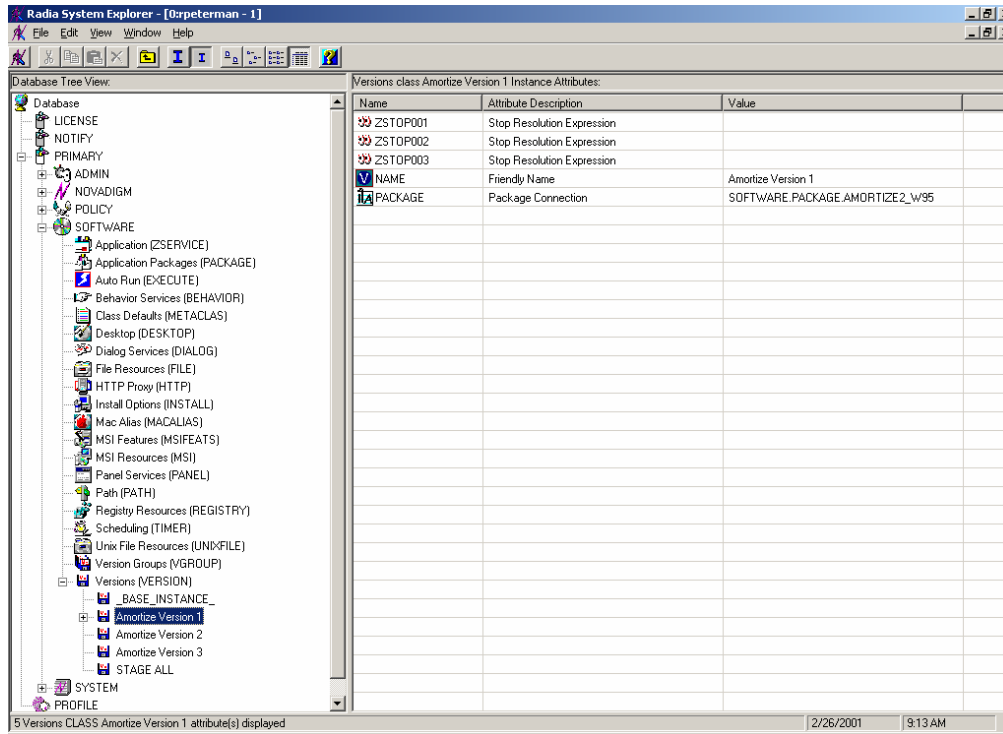 Radia System Explorer - [0:rpeterman - 1]
File Edit View Window Help
Database Tree View:
Database
LICENSE
NOTIFY
PRIMARY
ADMIN
NOVADIGM
POLICY
SOFTWARE
Application (ZSERVICE)
Application Packages (PACKAGE)
Auto Run (EXECUTE)
Behavior Services (BEHAVIOR)
Class Defaults (METACLAS)
Desktop (DESKTOP)
Dialog Services (DIALOG)
File Resources (FILE)
HTTP Proxy (HTTP)
Install Options (INSTALL)
Mac Alias (MACALIAS)
MSI Features (MSIFEATS)
MSI Resources (MSI)
Panel Services (PANEL)
Path (PATH)
Registry Resources (REGISTRY)
Scheduling (TIMER)
Unix File Resources (UNIXFILE)
Version Groups (VGROUP)
Versions (VERSION)
_BASE_INSTANCE_
Amortize Version 1
Amortize Version 2
Amortize Version 3
STAGE ALL
SYSTEM
PROFILE
Versions class Amortize Version 1 Instance Attributes:
Name Attribute Description Value
ZSTOP001 Stop Resolution Expression
ZSTOP002 Stop Resolution Expression
ZSTOP003 Stop Resolution Expression
NAME Friendly Name Amortize Version 1
PACKAGE Package Connection SOFTWARE.PACKAGE.AMORTIZE2_W95
5 Versions CLASS Amortize Version 1 attribute(s) displayed 2/26/2001 9:13 AM